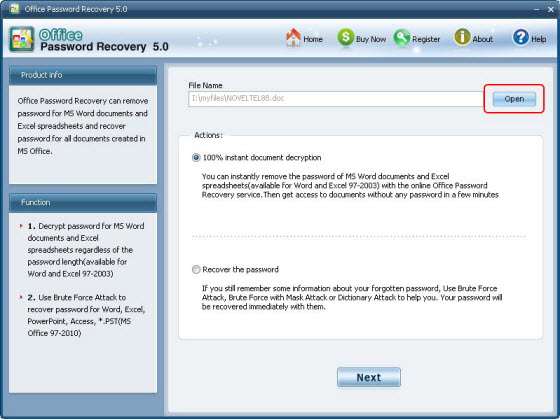 Office Password Recovery 5.0
Office
Password Recovery 5.0
Home
Buy Now
Register
About
Help
Product info
Office Password Recovery can remove
password for MS Word documents and
Excel spreadsheets and recover
password for all documents created in
MS Office.
Function
1. Decrypt password for MS Word
documents and Excel
spreadsheets regardless of the
password length(available for
Word and Excel 97-2003)
2. Use Brute Force Attack to
recover password for Word, Excel,
PowerPoint, Access, *.PST(MS
Office 97-2010)
File Name
I:\myfiles\NOVELTEL88.doc
Open
Actions:
100% instant document decryption
You can instantly remove the password of MS Word documents and Excel
spreadsheets(available for Word and Excel 97-2003) with the online Office Password
Recovery service.Then get access to documents without any password in a few minutes
Recover the password
If you still remember some information about your forgotten password, Use Brute Force
Attack, Brute Force with Mask Attack or Dictionary Attack to help you. Your password will
be recovered immediately with them.
Next